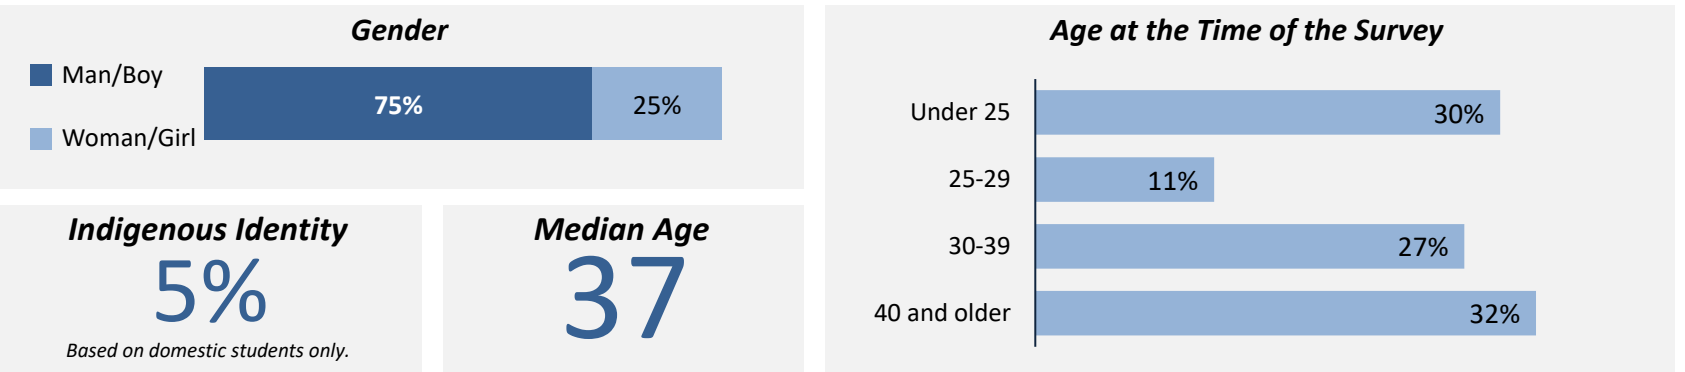 Gender
Man/Boy
Woman/Girl
75%
25%
Indigenous Identity
5%
Based on domestic students only.
Median Age
37
Age at the Time of the Survey
Under 25
30%
25-29
11%
30-39
27%
40 and older
32%